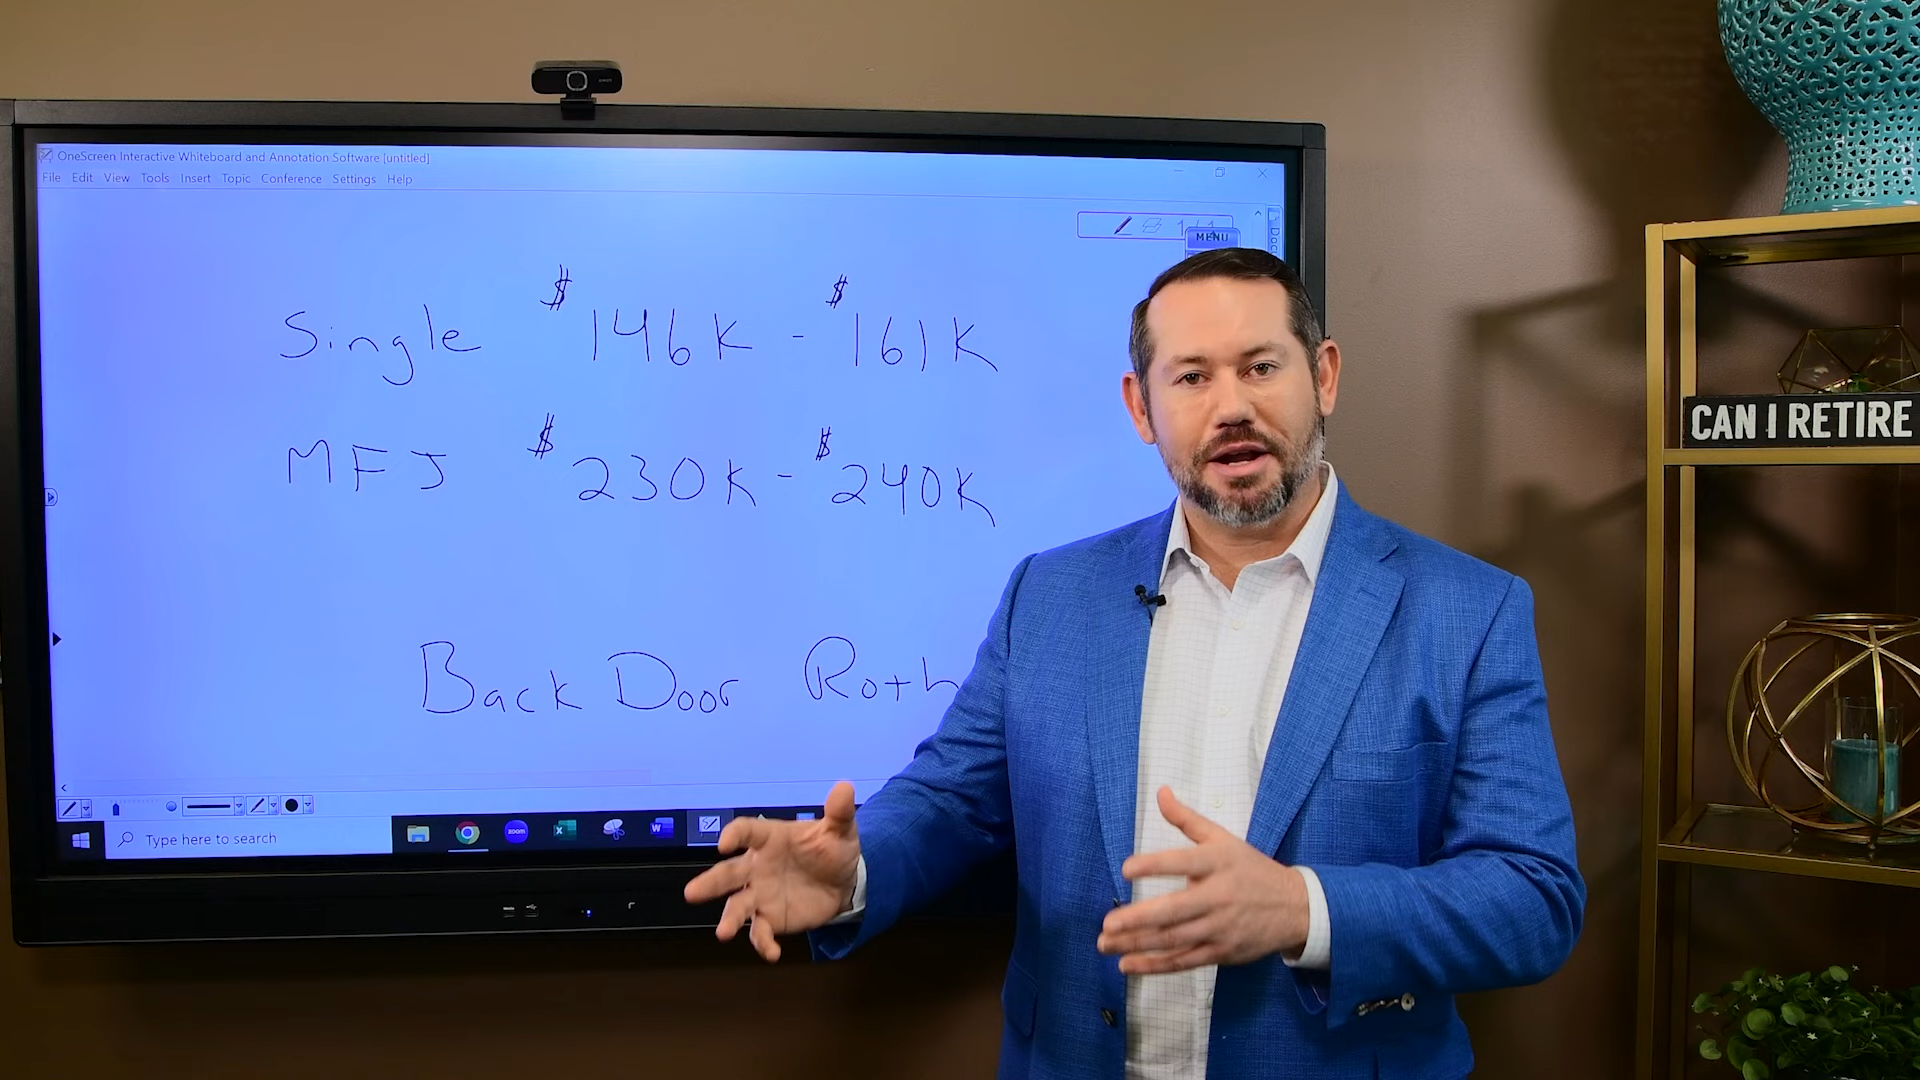 OneScreen Interactive Whiteboard and Annotation Software [untitled]
File Edit View Tools Insert Topic Conference Settings Help
MENU
Single $146K - $161K
MFJ $230K - $240K
Back Door Roth
Type here to search
zoom
CAN I RETIRE